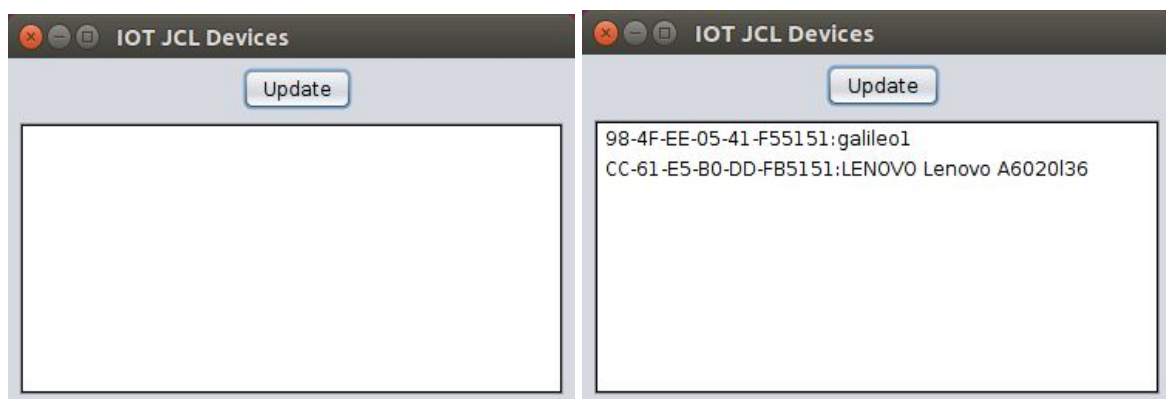 IOT JCL Devices
Update
IOT JCL Devices
Update
98-4F-EE-05-41-F55151:galileo1
CC-61-E5-B0-DD-FB5151:LENOVO Lenovo A6020l36